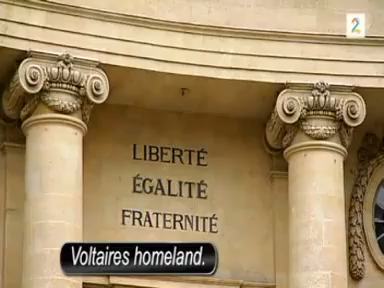 2
LIBERTÉ
ÉGALITÉ
FRATERNITÉ
Voltaires homeland.